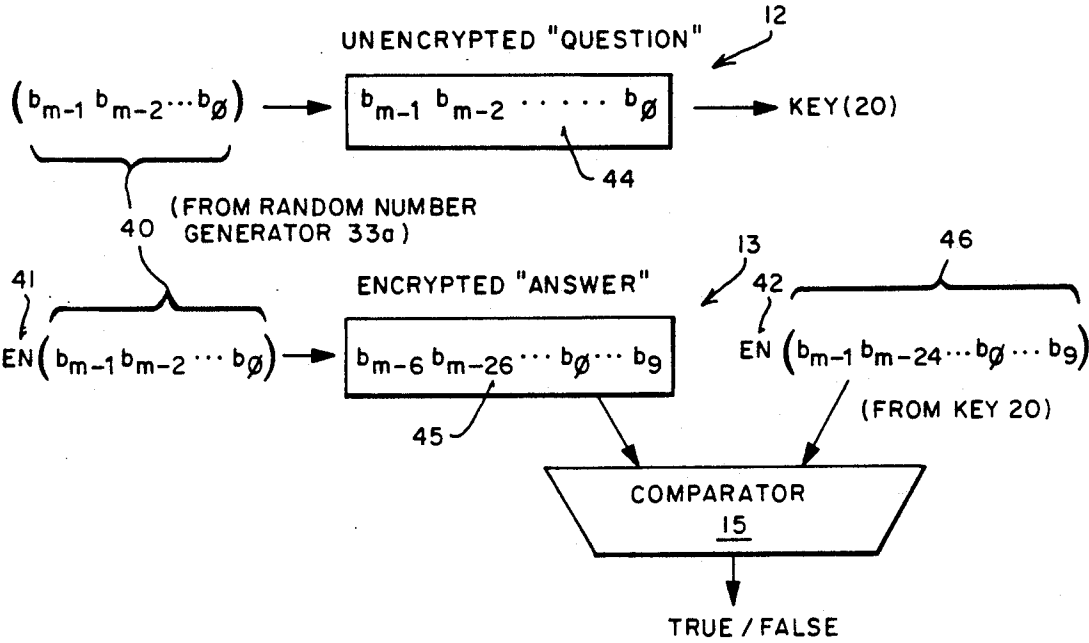 UNENCRYPTED "QUESTION"
12
(b_{m-1} b_{m-2} ··· b_Ø)
b_{m-1} b_{m-2} ····· b_Ø
KEY(20)
44
40
(FROM RANDOM NUMBER
GENERATOR 33a)
41
ENCRYPTED "ANSWER"
13
42
46
EN(b_{m-1} b_{m-2} ··· b_Ø)
b_{m-6} b_{m-26} ··· b_Ø ··· b_9
EN (b_{m-1} b_{m-24} ··· b_Ø ··· b_9)
(FROM KEY 20)
45
COMPARATOR
15
TRUE / FALSE